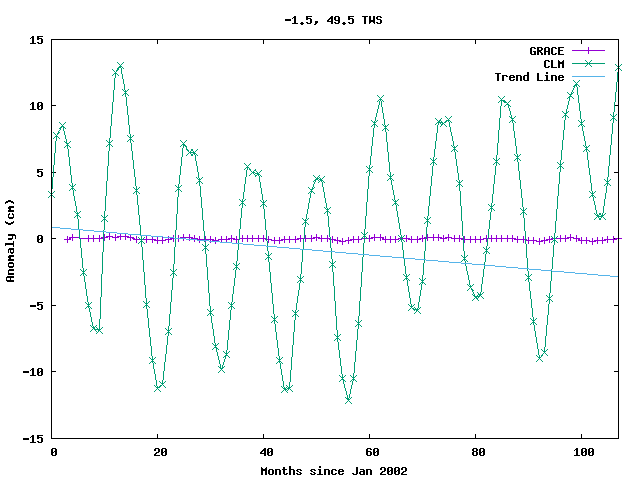 -1.5, 49.5 TWS
GRACE
CLM
Trend Line
15
10
5
0
-5
-10
-15
Anomaly (cm)
0 20 40 60 80 100
Months since Jan 2002